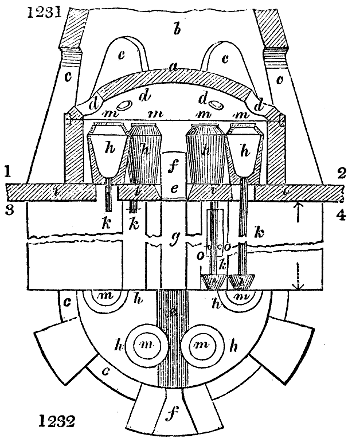 1231
b
c c
a
c d d d d c
m m m m
h h h h
f
1 2
i i e i c
3 4
k k k
g
o o
k
c m h a h m
h m m h
c
f
1232